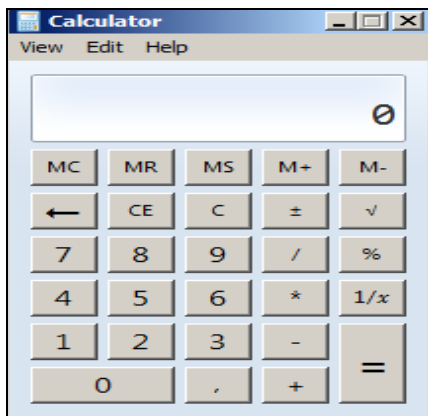 Calculator
View Edit Help
0
MC MR MS M+ M-
← CE C ± √
7 8 9 / %
4 5 6 * 1/x
1 2 3 - =
0 , +